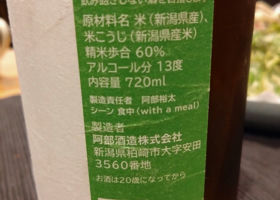 原材料名 米（新潟県産）、
米こうじ（新潟県産米）
精米歩合 60%
アルコール分 13度
内容量 720ml
製造責任者 阿部裕太
シーン 食中（with a meal）
製造者
阿部酒造株式会社
新潟県柏崎市大字安田
3560番地
お酒は20歳になってから